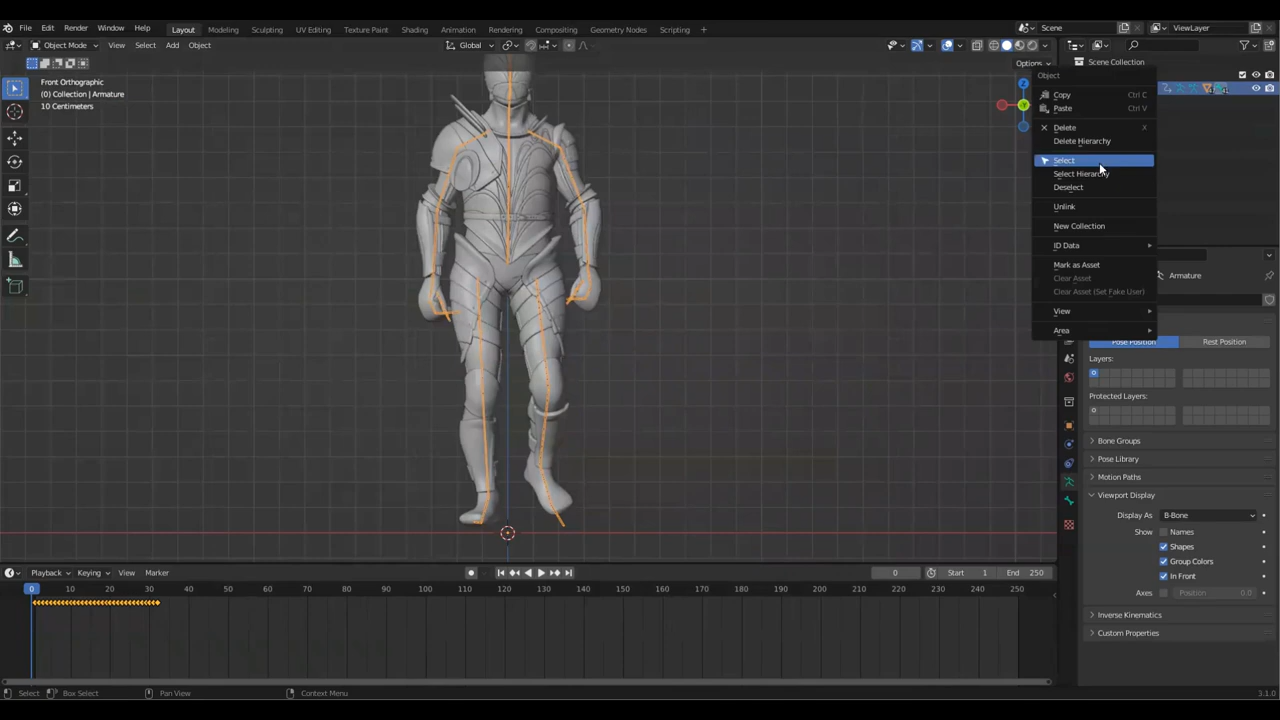 File Edit Render Window Help Layout Modeling Sculpting UV Editing Texture Paint Shading Animation Rendering Compositing Geometry Nodes Scripting Scene ViewLayer
Object Mode View Select Add Object Global
Options
Scene Collection
Front Orthographic
(0) Collection | Armature
10 Centimeters
Object
Copy Ctrl C
Paste Ctrl V
Delete X
Delete Hierarchy
Select
Select Hierarchy
Deselect
Unlink
New Collection
ID Data
Mark as Asset
Clear Asset
Clear Asset (Set Fake User)
View
Area
Z
Y
Armature
Pose Position Rest Position
Layers:
Protected Layers:
Bone Groups
Pose Library
Motion Paths
Viewport Display
Display As B-Bone
Show Names
Shapes
Group Colors
In Front
Axes Position 0.0
Inverse Kinematics
Custom Properties
Playback Keying View Marker 0 Start 1 End 250
0 10 20 30 40 50 60 70 80 90 100 110 120 130 140 150 160 170 180 190 200 210 220 230 240 250
Select Box Select Pan View Context Menu 3.1.0